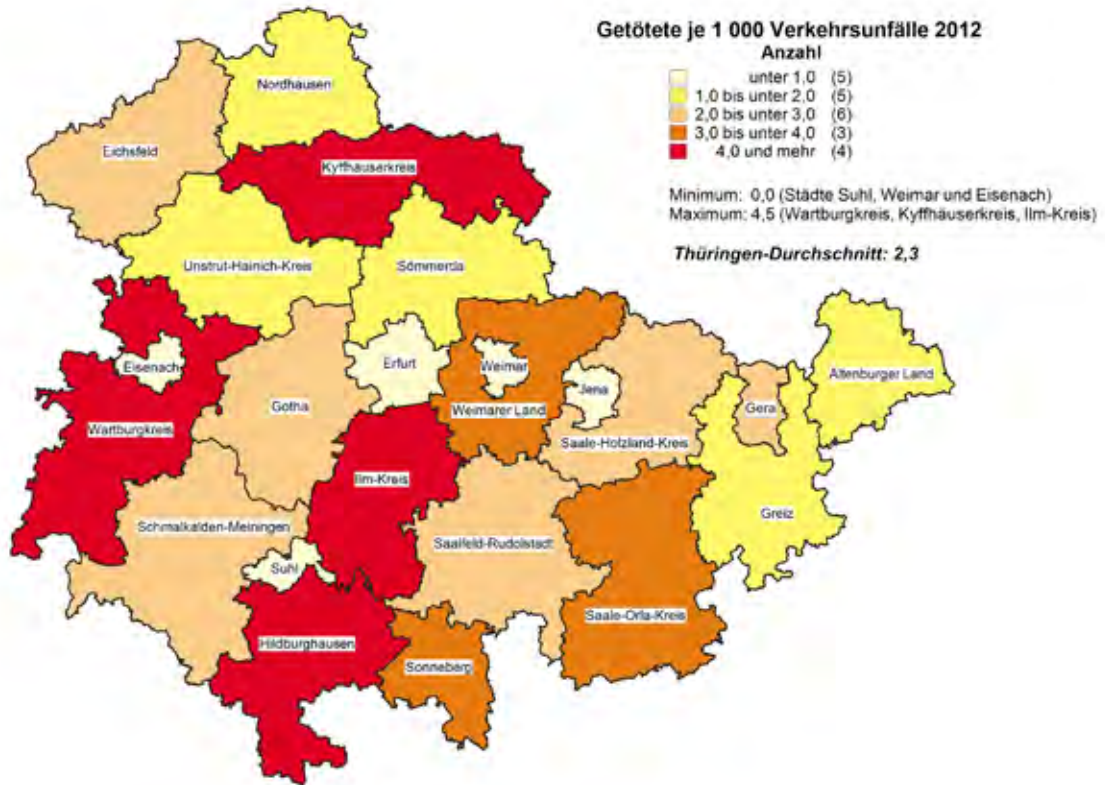 Getötete je 1 000 Verkehrsunfälle 2012
Anzahl
unter 1,0 (5)
1,0 bis unter 2,0 (5)
2,0 bis unter 3,0 (6)
3,0 bis unter 4,0 (3)
4,0 und mehr (4)
Minimum: 0,0 (Städte Suhl, Weimar und Eisenach)
Maximum: 4,5 (Wartburgkreis, Kyffhäuserkreis, Ilm-Kreis)
Thüringen-Durchschnitt: 2,3
Nordhausen
Eichsfeld
Kyffhäuserkreis
Unstrut-Hainich-Kreis
Sömmerda
Eisenach
Erfurt
Weimar
Jena
Altenburger Land
Gotha
Weimarer Land
Gera
Wartburgkreis
Saale-Holzland-Kreis
Ilm-Kreis
Greiz
Schmalkalden-Meiningen
Saalfeld-Rudolstadt
Suhl
Saale-Orla-Kreis
Hildburghausen
Sonneberg